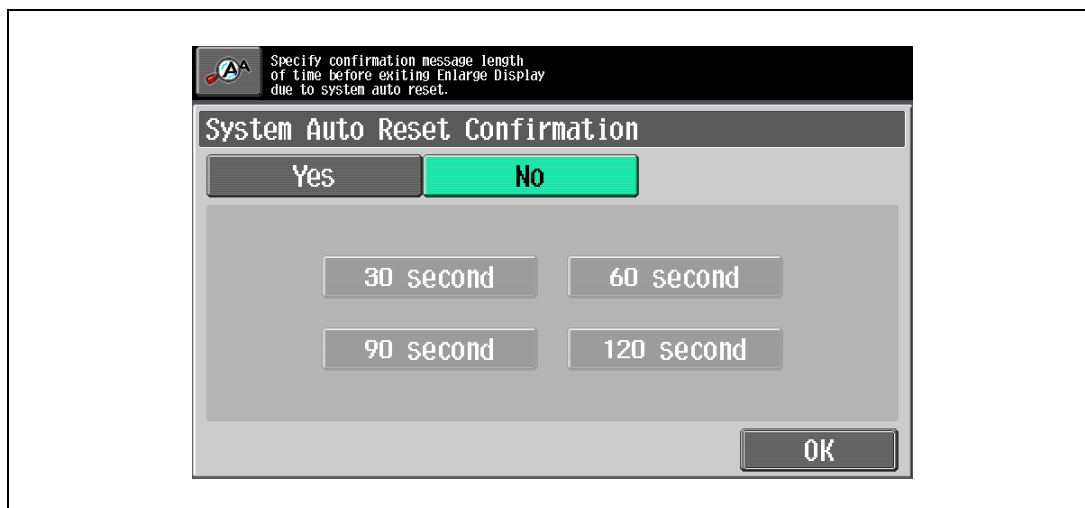 AA
Specify confirmation message length
of time before exiting Enlarge Display
due to system auto reset.
System Auto Reset Confirmation
Yes No
30 second 60 second
90 second 120 second
OK